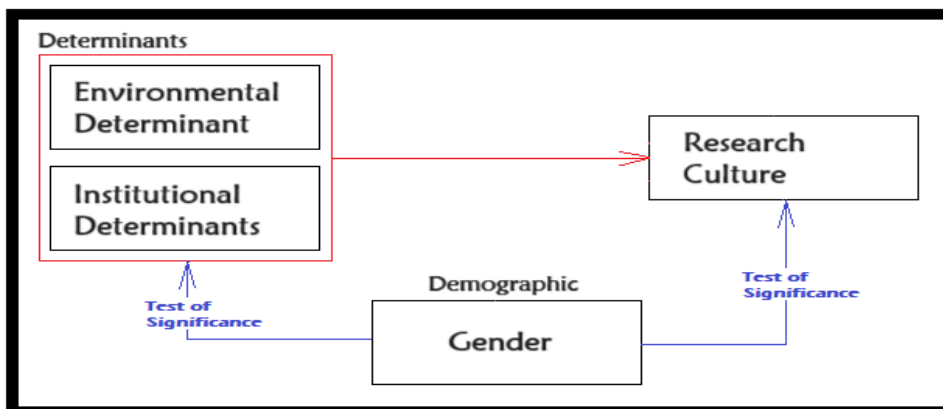 Determinants
Environmental
Determinant
Institutional
Determinants
Research
Culture
Test of
Significance
Demographic
Gender
Test of
Significance